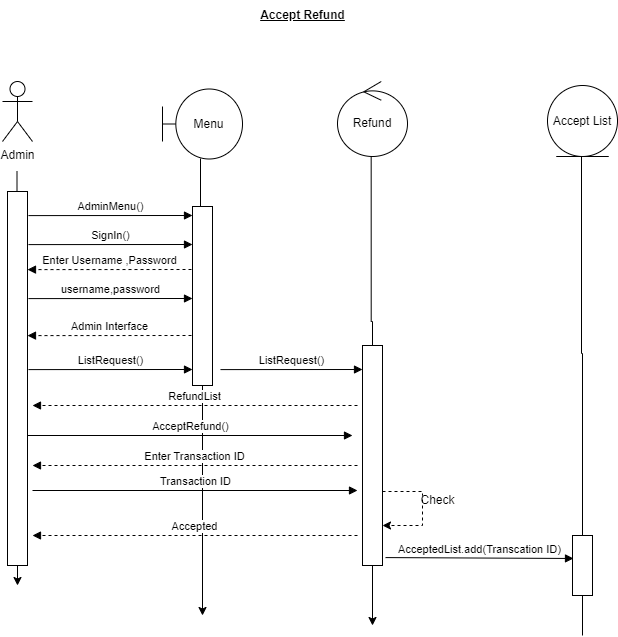 Accept Refund
Menu
Refund
Accept List
Admin
AdminMenu()
SignIn()
Enter Username ,Password
username,password
Admin Interface
ListRequest()
ListRequest()
RefundList
AcceptRefund()
Enter Transaction ID
Transaction ID
Check
Accepted
AcceptedList.add(Transcation ID)